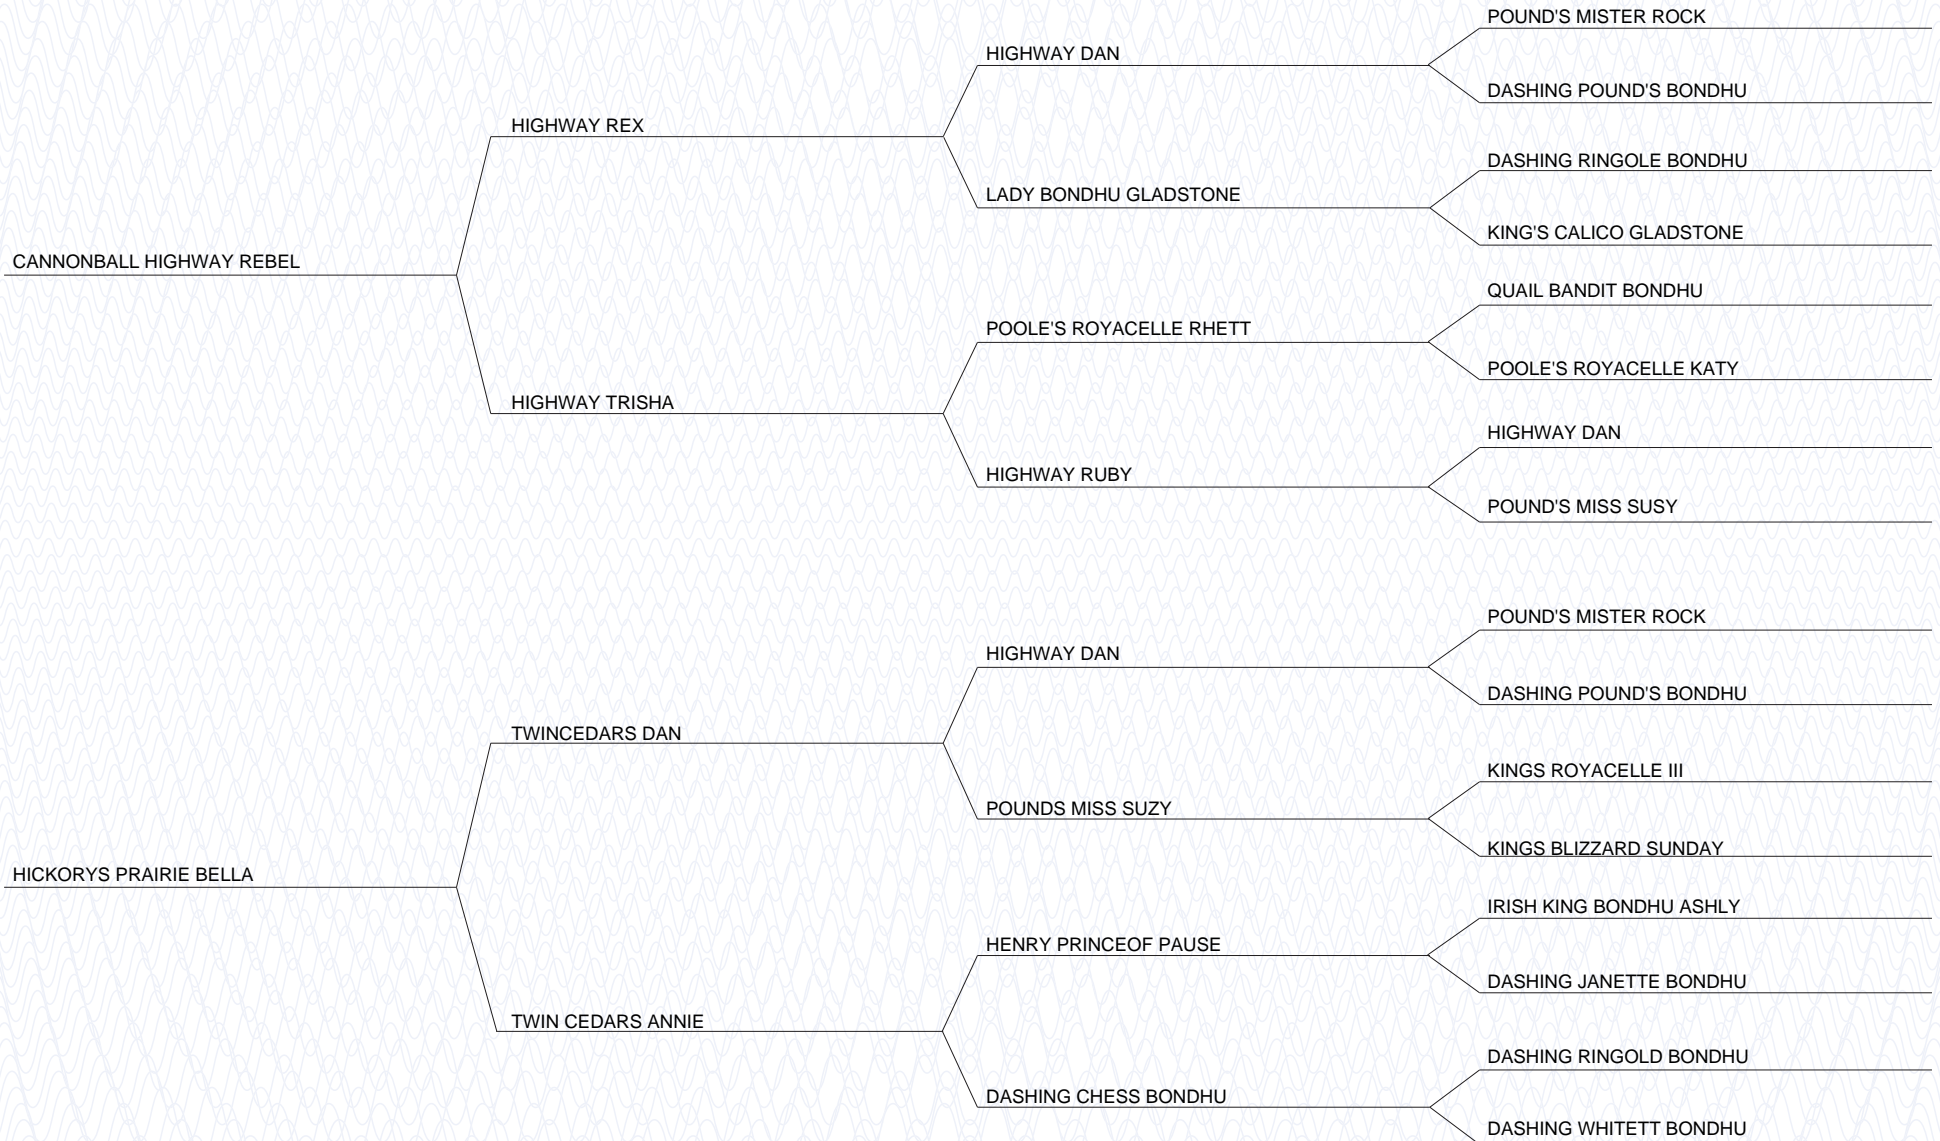 POUND'S MISTER ROCK
HIGHWAY DAN
DASHING POUND'S BONDHU
HIGHWAY REX
DASHING RINGOLE BONDHU
LADY BONDHU GLADSTONE
KING'S CALICO GLADSTONE
CANNONBALL HIGHWAY REBEL
QUAIL BANDIT BONDHU
POOLE'S ROYACELLE RHETT
POOLE'S ROYACELLE KATY
HIGHWAY TRISHA
HIGHWAY DAN
HIGHWAY RUBY
POUND'S MISS SUSY
POUND'S MISTER ROCK
HIGHWAY DAN
DASHING POUND'S BONDHU
TWINCEDARS DAN
KINGS ROYACELLE III
POUNDS MISS SUZY
KINGS BLIZZARD SUNDAY
HICKORYS PRAIRIE BELLA
IRISH KING BONDHU ASHLY
HENRY PRINCEOF PAUSE
DASHING JANETTE BONDHU
TWIN CEDARS ANNIE
DASHING RINGOLD BONDHU
DASHING CHESS BONDHU
DASHING WHITETT BONDHU